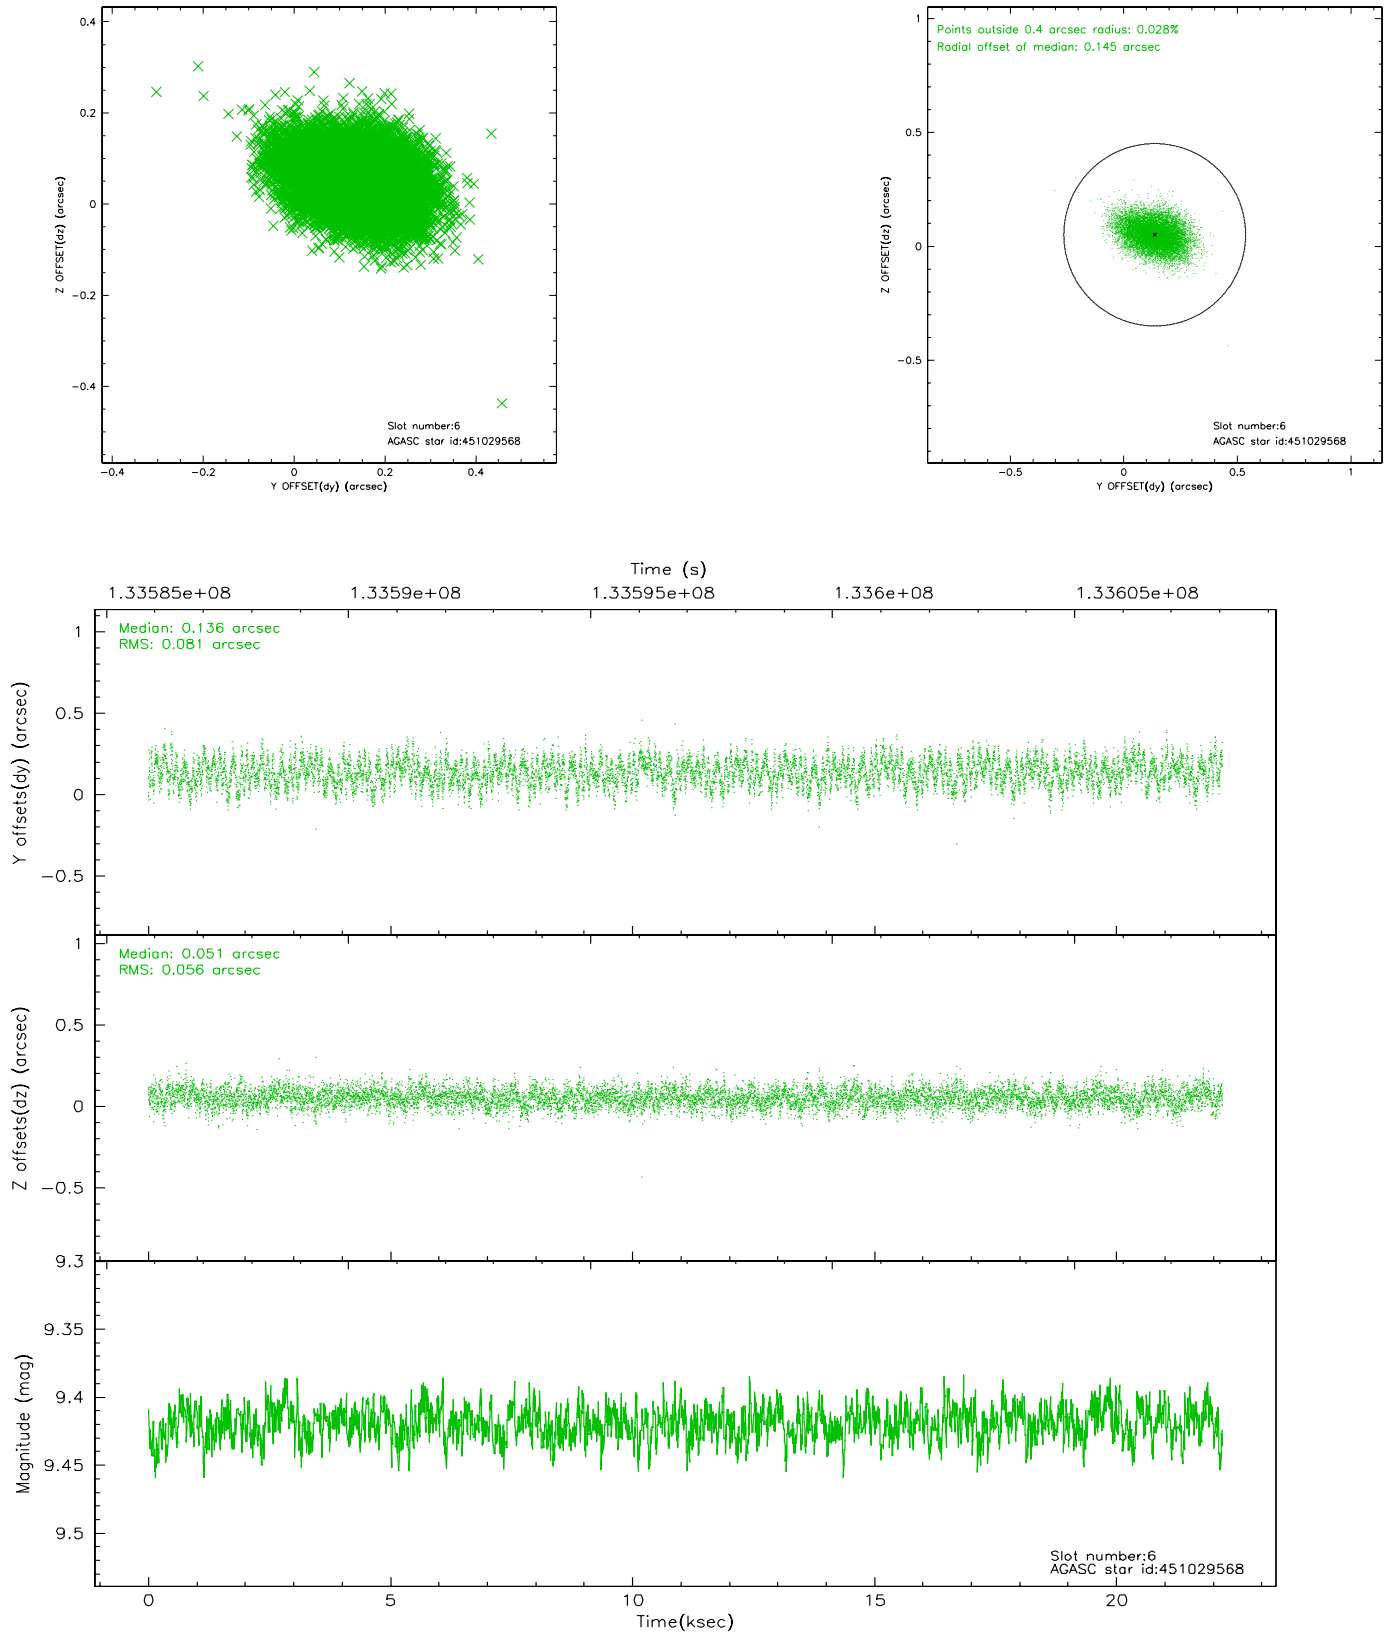 0.4
0.2
0
−0.2
−0.4
Z OFFSET(dz) (arcsec)
−0.4
−0.2
0
0.2
0.4
Y OFFSET(dy) (arcsec)
Slot number:6
AGASC star id:451029568
Points outside 0.4 arcsec radius: 0.028%
Radial offset of median: 0.145 arcsec
1
0.5
0
−0.5
Z OFFSET(dz) (arcsec)
−0.5
0
0.5
1
Y OFFSET(dy) (arcsec)
Slot number:6
AGASC star id:451029568
Time (s)
1.33585e+08
1.3359e+08
1.33595e+08
1.336e+08
1.33605e+08
Median: 0.136 arcsec
RMS: 0.081 arcsec
1
0.5
0
−0.5
Y offsets(dy) (arcsec)
Median: 0.051 arcsec
RMS: 0.056 arcsec
1
0.5
0
−0.5
Z offsets(dz) (arcsec)
9.3
9.35
9.4
9.45
9.5
Magnitude (mag)
Slot number:6
AGASC star id:451029568
0
5
10
15
20
Time(ksec)